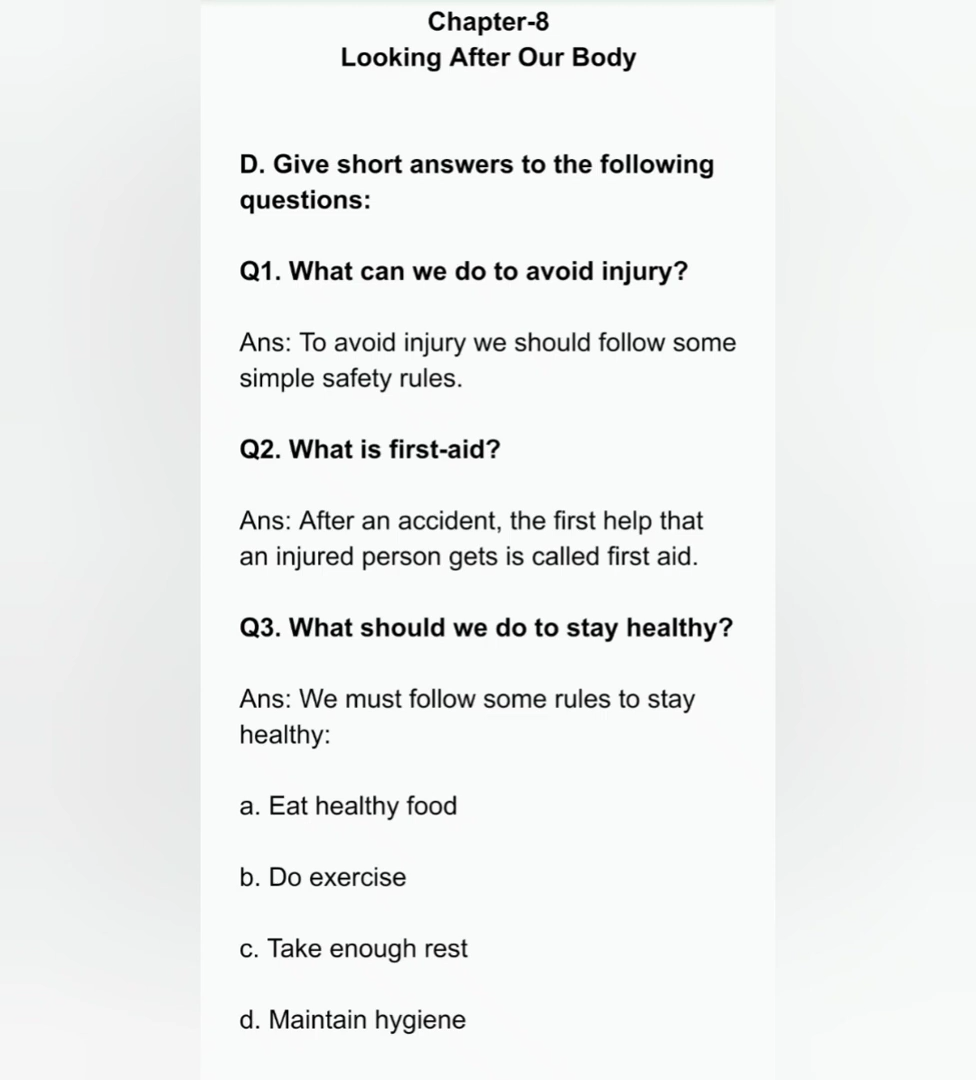 Chapter-8
Looking After Our Body
D. Give short answers to the following
questions:
Q1. What can we do to avoid injury?
Ans: To avoid injury we should follow some
simple safety rules.
Q2. What is first-aid?
Ans: After an accident, the first help that
an injured person gets is called first aid.
Q3. What should we do to stay healthy?
Ans: We must follow some rules to stay
healthy:
a. Eat healthy food
b. Do exercise
c. Take enough rest
d. Maintain hygiene